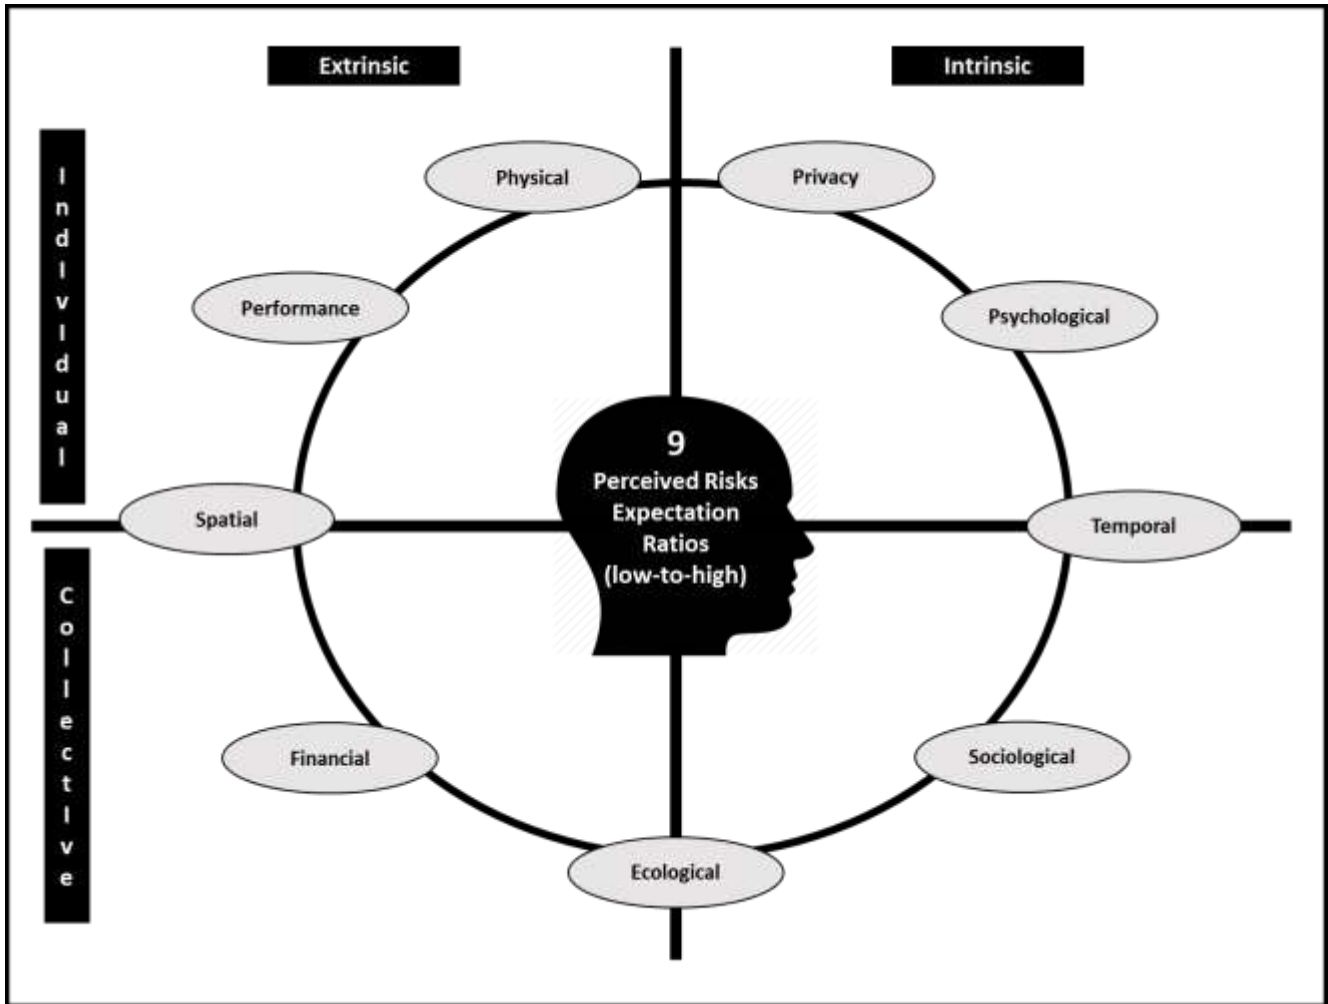 Extrinsic
Intrinsic
IndIvIdual
Physical
Privacy
Performance
Psychological
9
Perceived Risks
Expectation
Ratios
(low-to-high)
Spatial
Temporal
CollectIve
Financial
Sociological
Ecological